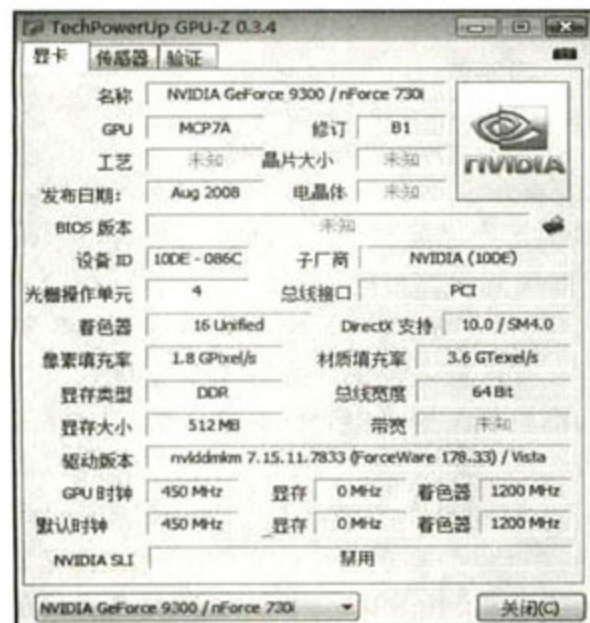 TechPowerUp GPU-Z 0.3.4
显卡 传感器 验证
名称 NVIDIA GeForce 9300 / nForce 730i
GPU MCP7A 修订 B1
工艺 未知 晶片大小 未知
nVIDIA
发布日期: Aug 2008 电晶体 未知
BIOS 版本 未知
设备 ID 10DE - 086C 子厂商 NVIDIA (10DE)
光栅操作单元 4 总线接口 PCI
着色器 16 Unified DirectX 支持 10.0 / SM4.0
像素填充率 1.8 GPixel/s 材质填充率 3.6 GTexel/s
显存类型 DDR 总线宽度 64 Bit
显存大小 512 MB 带宽 未知
驱动版本 nvlddmkm 7.15.11.7833 (ForceWare 178.33) / Vista
GPU 时钟 450 MHz 显存 0 MHz 着色器 1200 MHz
默认时钟 450 MHz 显存 0 MHz 着色器 1200 MHz
NVIDIA SLI 禁用
NVIDIA GeForce 9300 / nForce 730i 关闭(C)